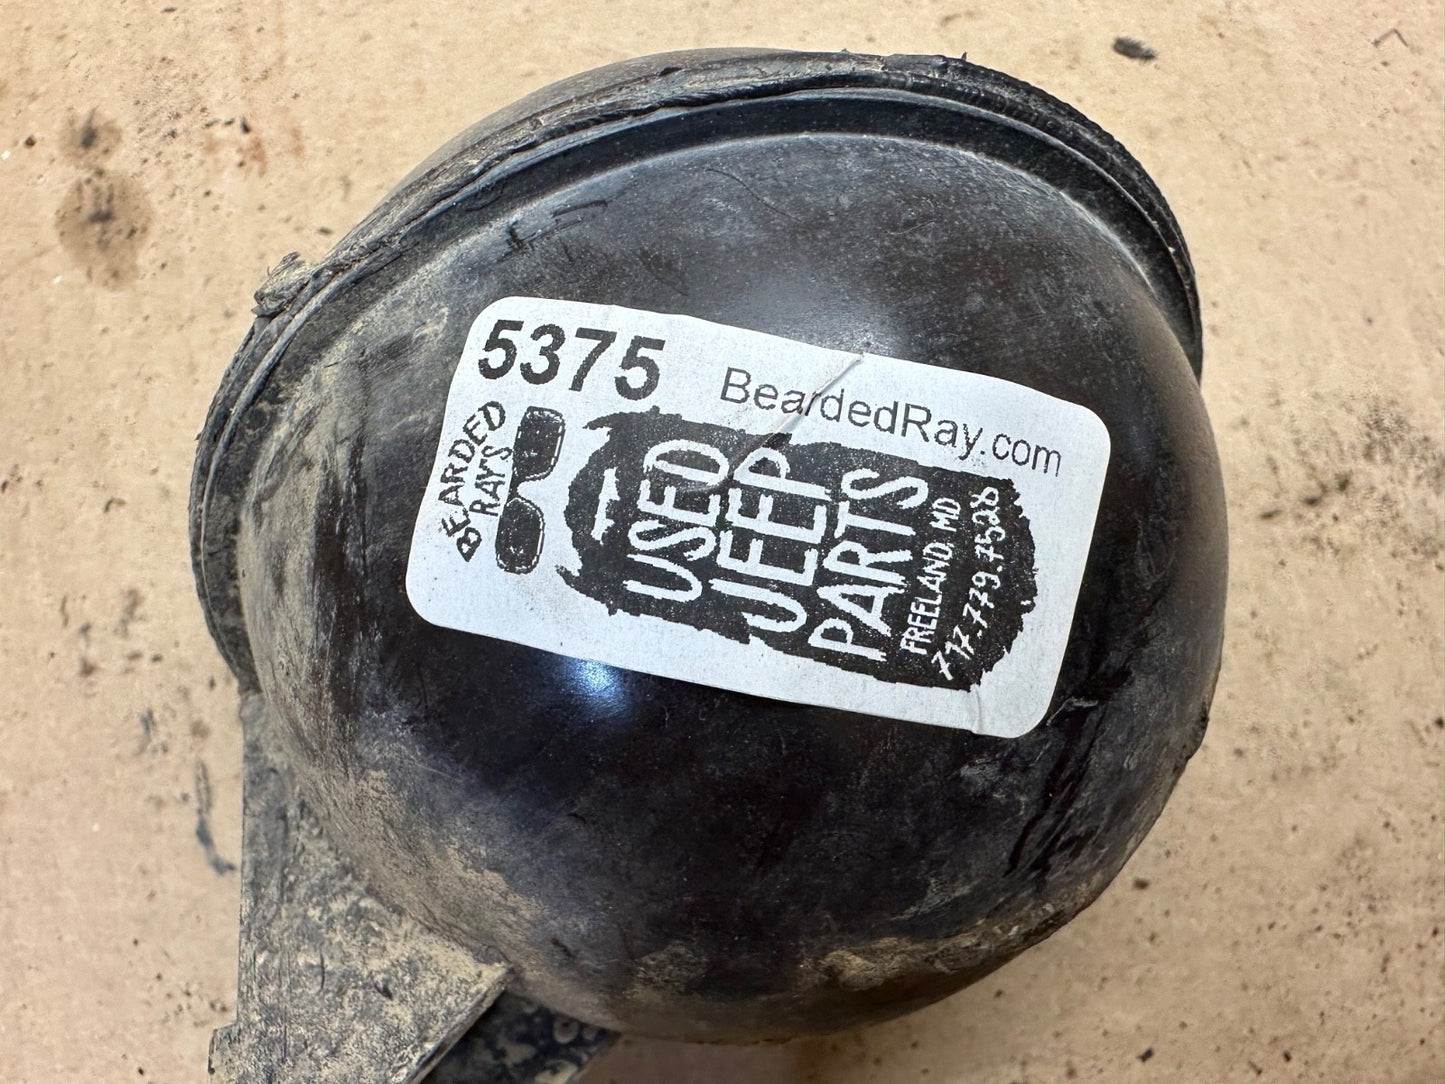 5375
BeardedRay.com
BEARDED
RAY'S
USED
JEEP
PARTS
FREELAND, MD
717.779.7528